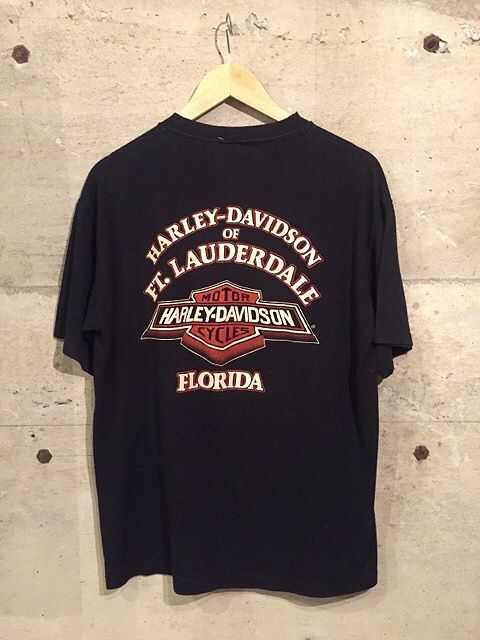 HARLEY-DAVIDSON
OF
FT. LAUDERDALE
MOTOR
HARLEY-DAVIDSON
CYCLES
FLORIDA